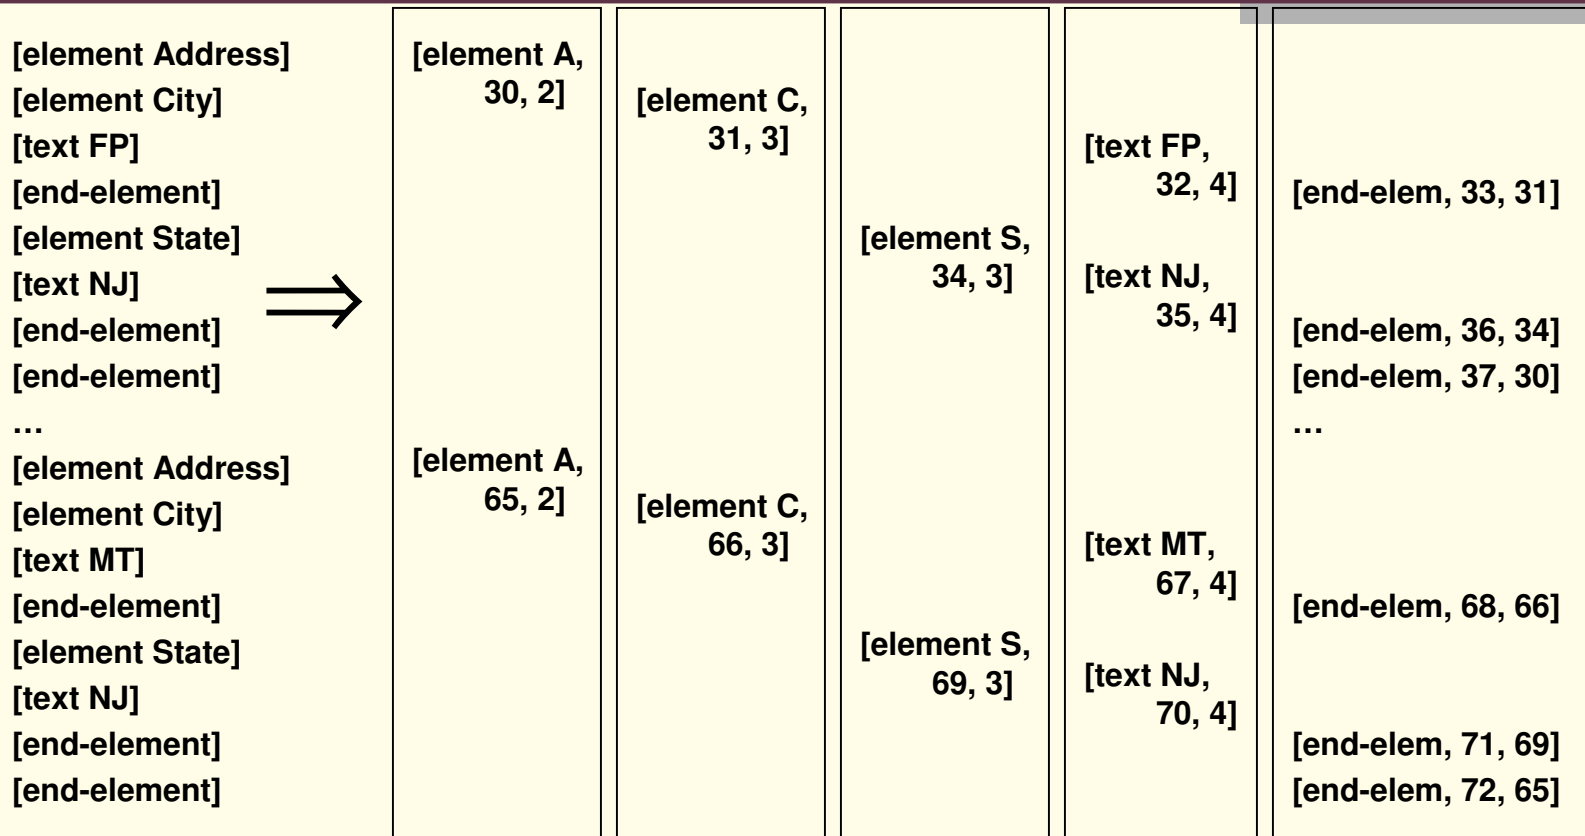 [element Address]
[element City]
[text FP]
[end-element]
[element State]
[text NJ]
[end-element]
[end-element]
…
[element Address]
[element City]
[text MT]
[end-element]
[element State]
[text NJ]
[end-element]
[end-element]
⇒
[element A,
30, 2]
[element A,
65, 2]
[element C,
31, 3]
[element C,
66, 3]
[element S,
34, 3]
[element S,
69, 3]
[text FP,
32, 4]
[text NJ,
35, 4]
[text MT,
67, 4]
[text NJ,
70, 4]
[end-elem, 33, 31]
[end-elem, 36, 34]
[end-elem, 37, 30]
…
[end-elem, 68, 66]
[end-elem, 71, 69]
[end-elem, 72, 65]